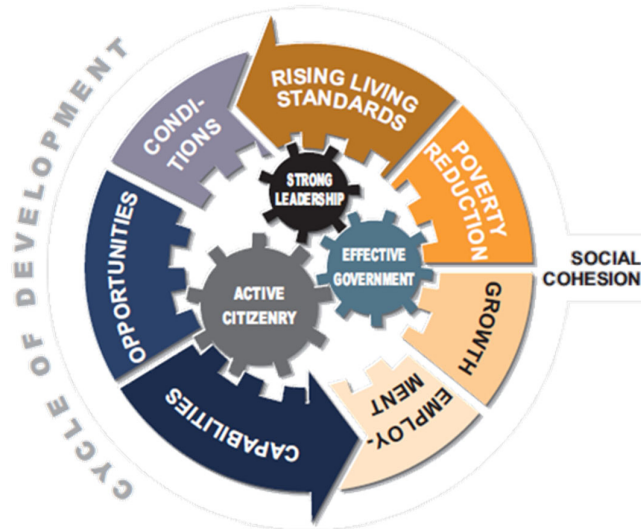 CYCLE OF DEVELOPMENT
RISING LIVING
STANDARDS
POVERTY
REDUCTION
GROWTH
EMPLOY-
MENT
CAPABILITIES
OPPORTUNITIES
CONDI-
TIONS
STRONG
LEADERSHIP
EFFECTIVE
GOVERNMENT
ACTIVE
CITIZENRY
SOCIAL
COHESION